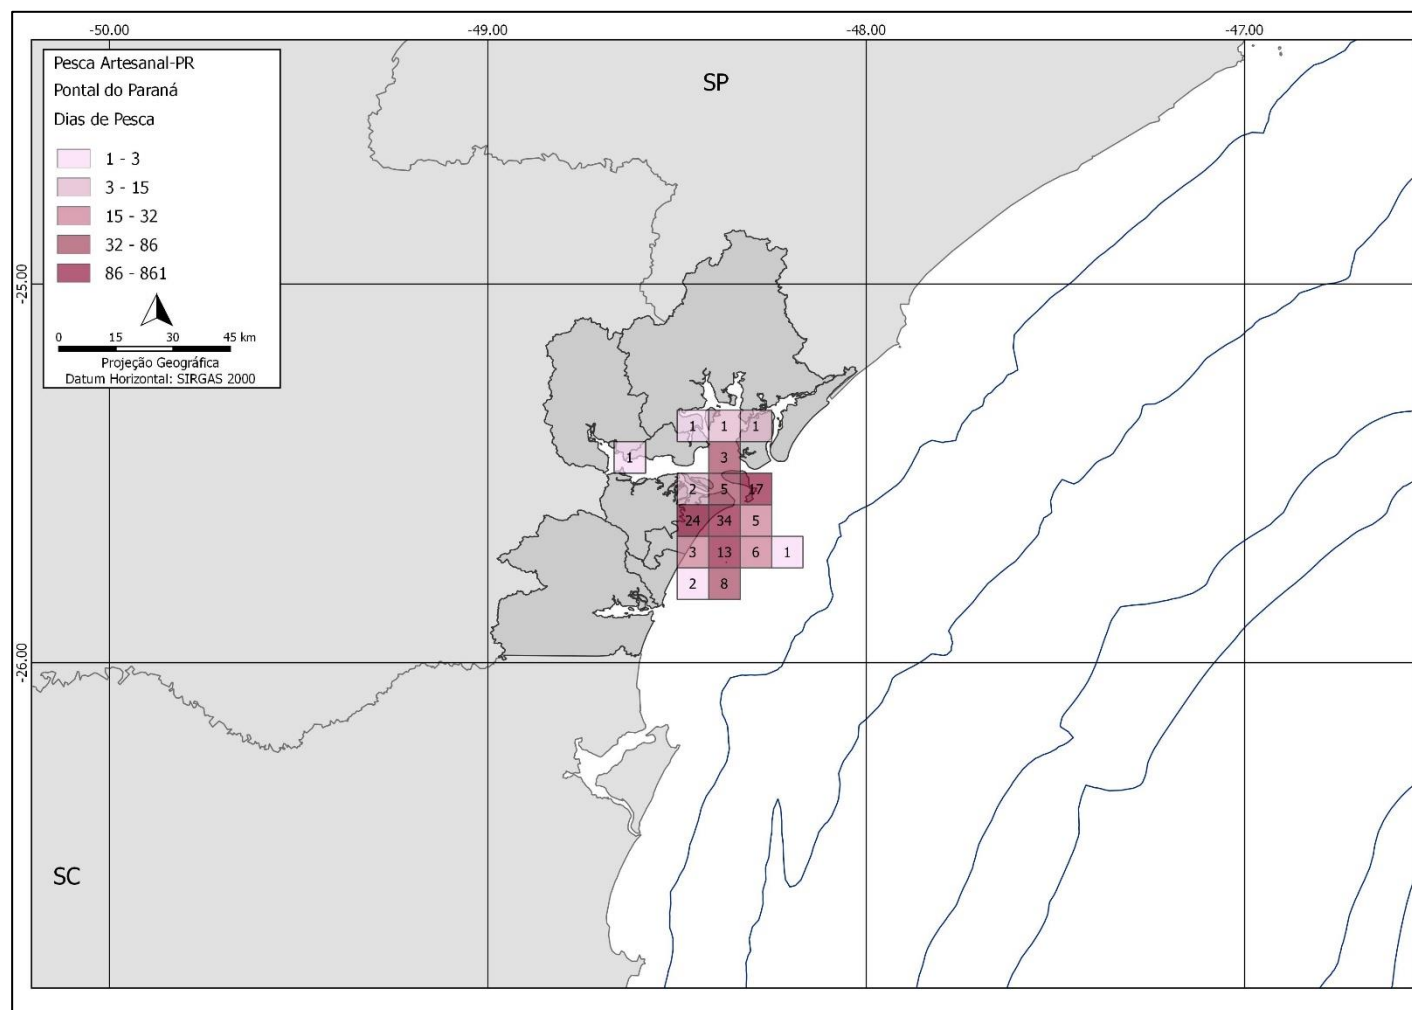 -50.00 -49.00 -48.00 -47.00
Pesca Artesanal-PR
Pontal do Paraná
Dias de Pesca
1 - 3
3 - 15
15 - 32
32 - 86
86 - 861
0 15 30 45 km
Projeção Geográfica
Datum Horizontal: SIRGAS 2000
SP
-25.00
1 1 1
1 3
2 5 17
24 34 5
3 13 6 1
2 8
-26.00
SC